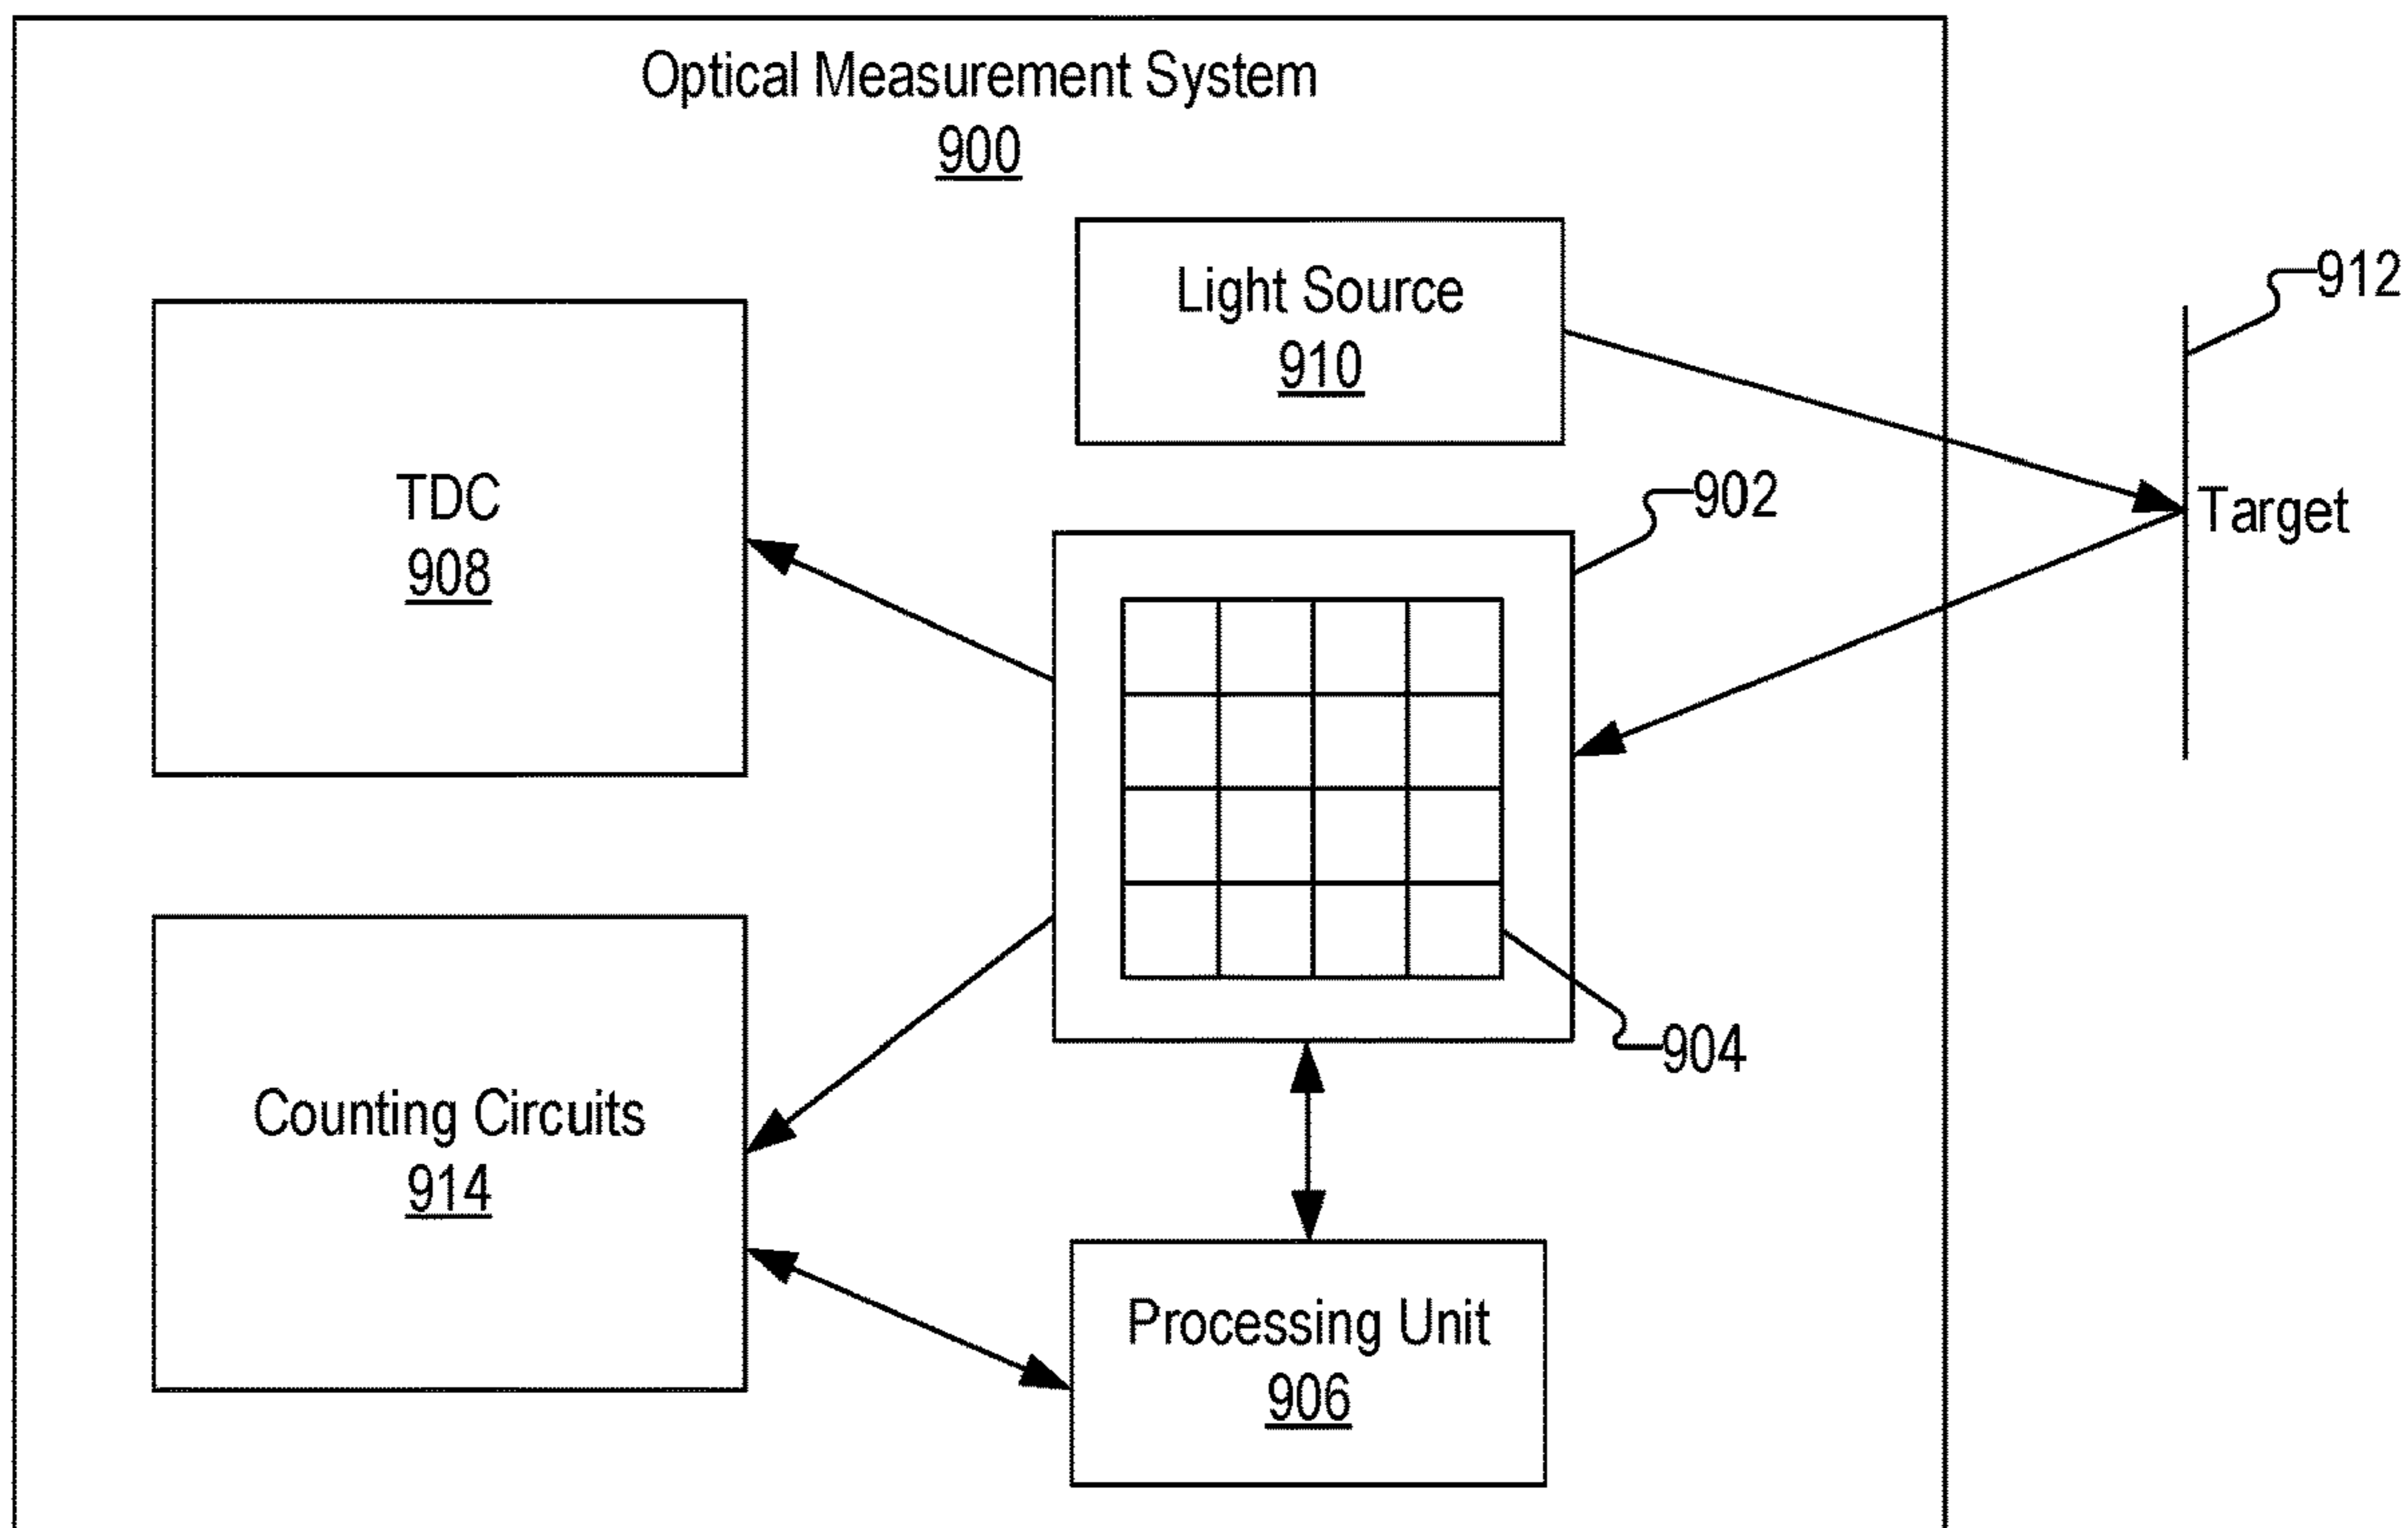 Optical Measurement System
900
Light Source
910
912
TDC
908
902
Target
904
Counting Circuits
914
Processing Unit
906